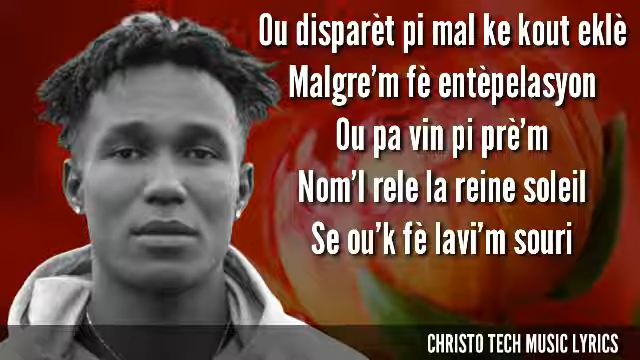 Ou disparèt pi mal ke kout eklè
Malgre'm fè entèpelasyon
Ou pa vin pi prè'm
Nom'l rele la reine soleil
Se ou'k fè lavi'm souri
CHRISTO TECH MUSIC LYRICS